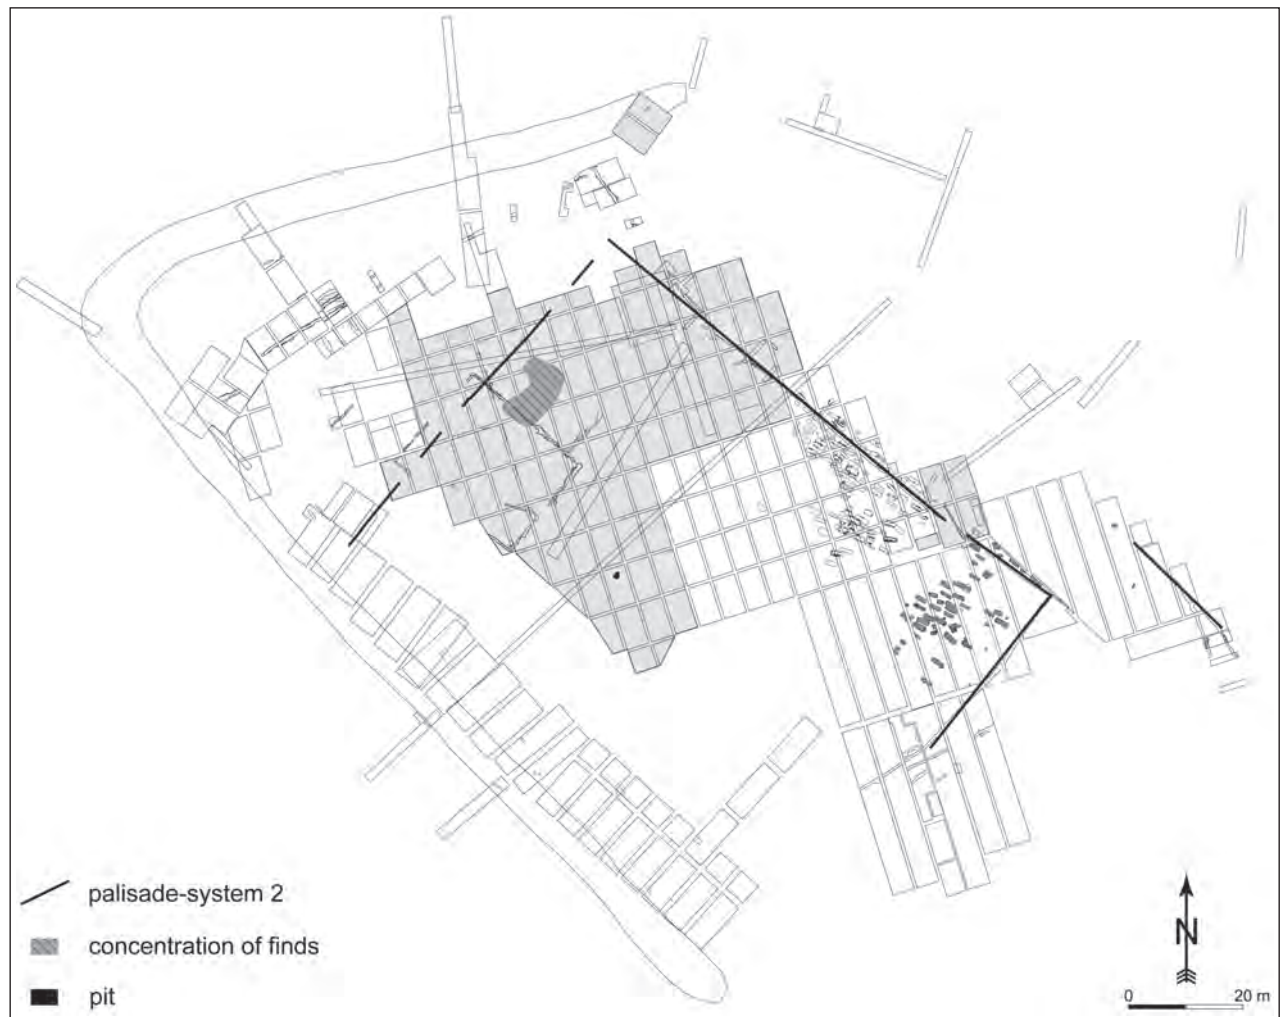 palisade-system 2
concentration of finds
pit
N
0 20 m